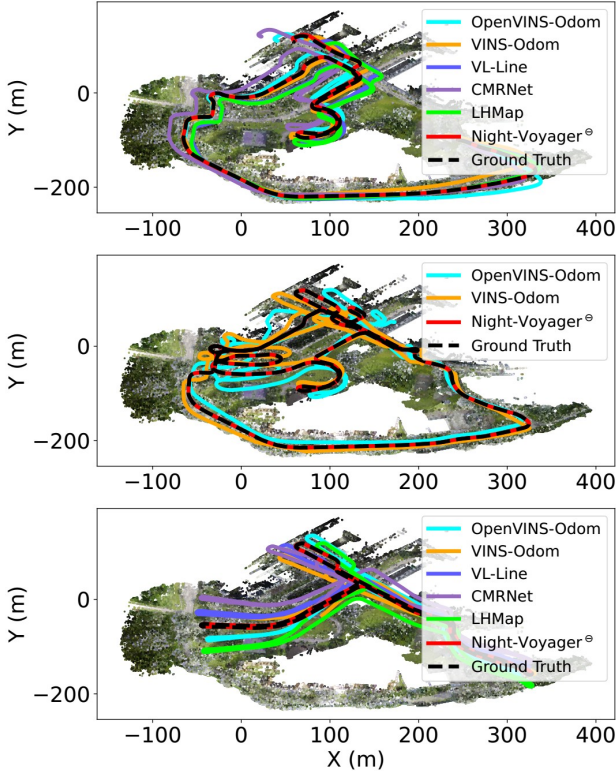 Y (m)
0
−200
OpenVINS-Odom
VINS-Odom
VL-Line
CMRNet
LHMap
Night-Voyager⊖
Ground Truth
−100 0 100 200 300 400
Y (m)
0
−200
OpenVINS-Odom
VINS-Odom
Night-Voyager⊖
Ground Truth
−100 0 100 200 300 400
Y (m)
0
−200
OpenVINS-Odom
VINS-Odom
VL-Line
CMRNet
LHMap
Night-Voyager⊖
Ground Truth
−100 0 100 200 300 400
X (m)